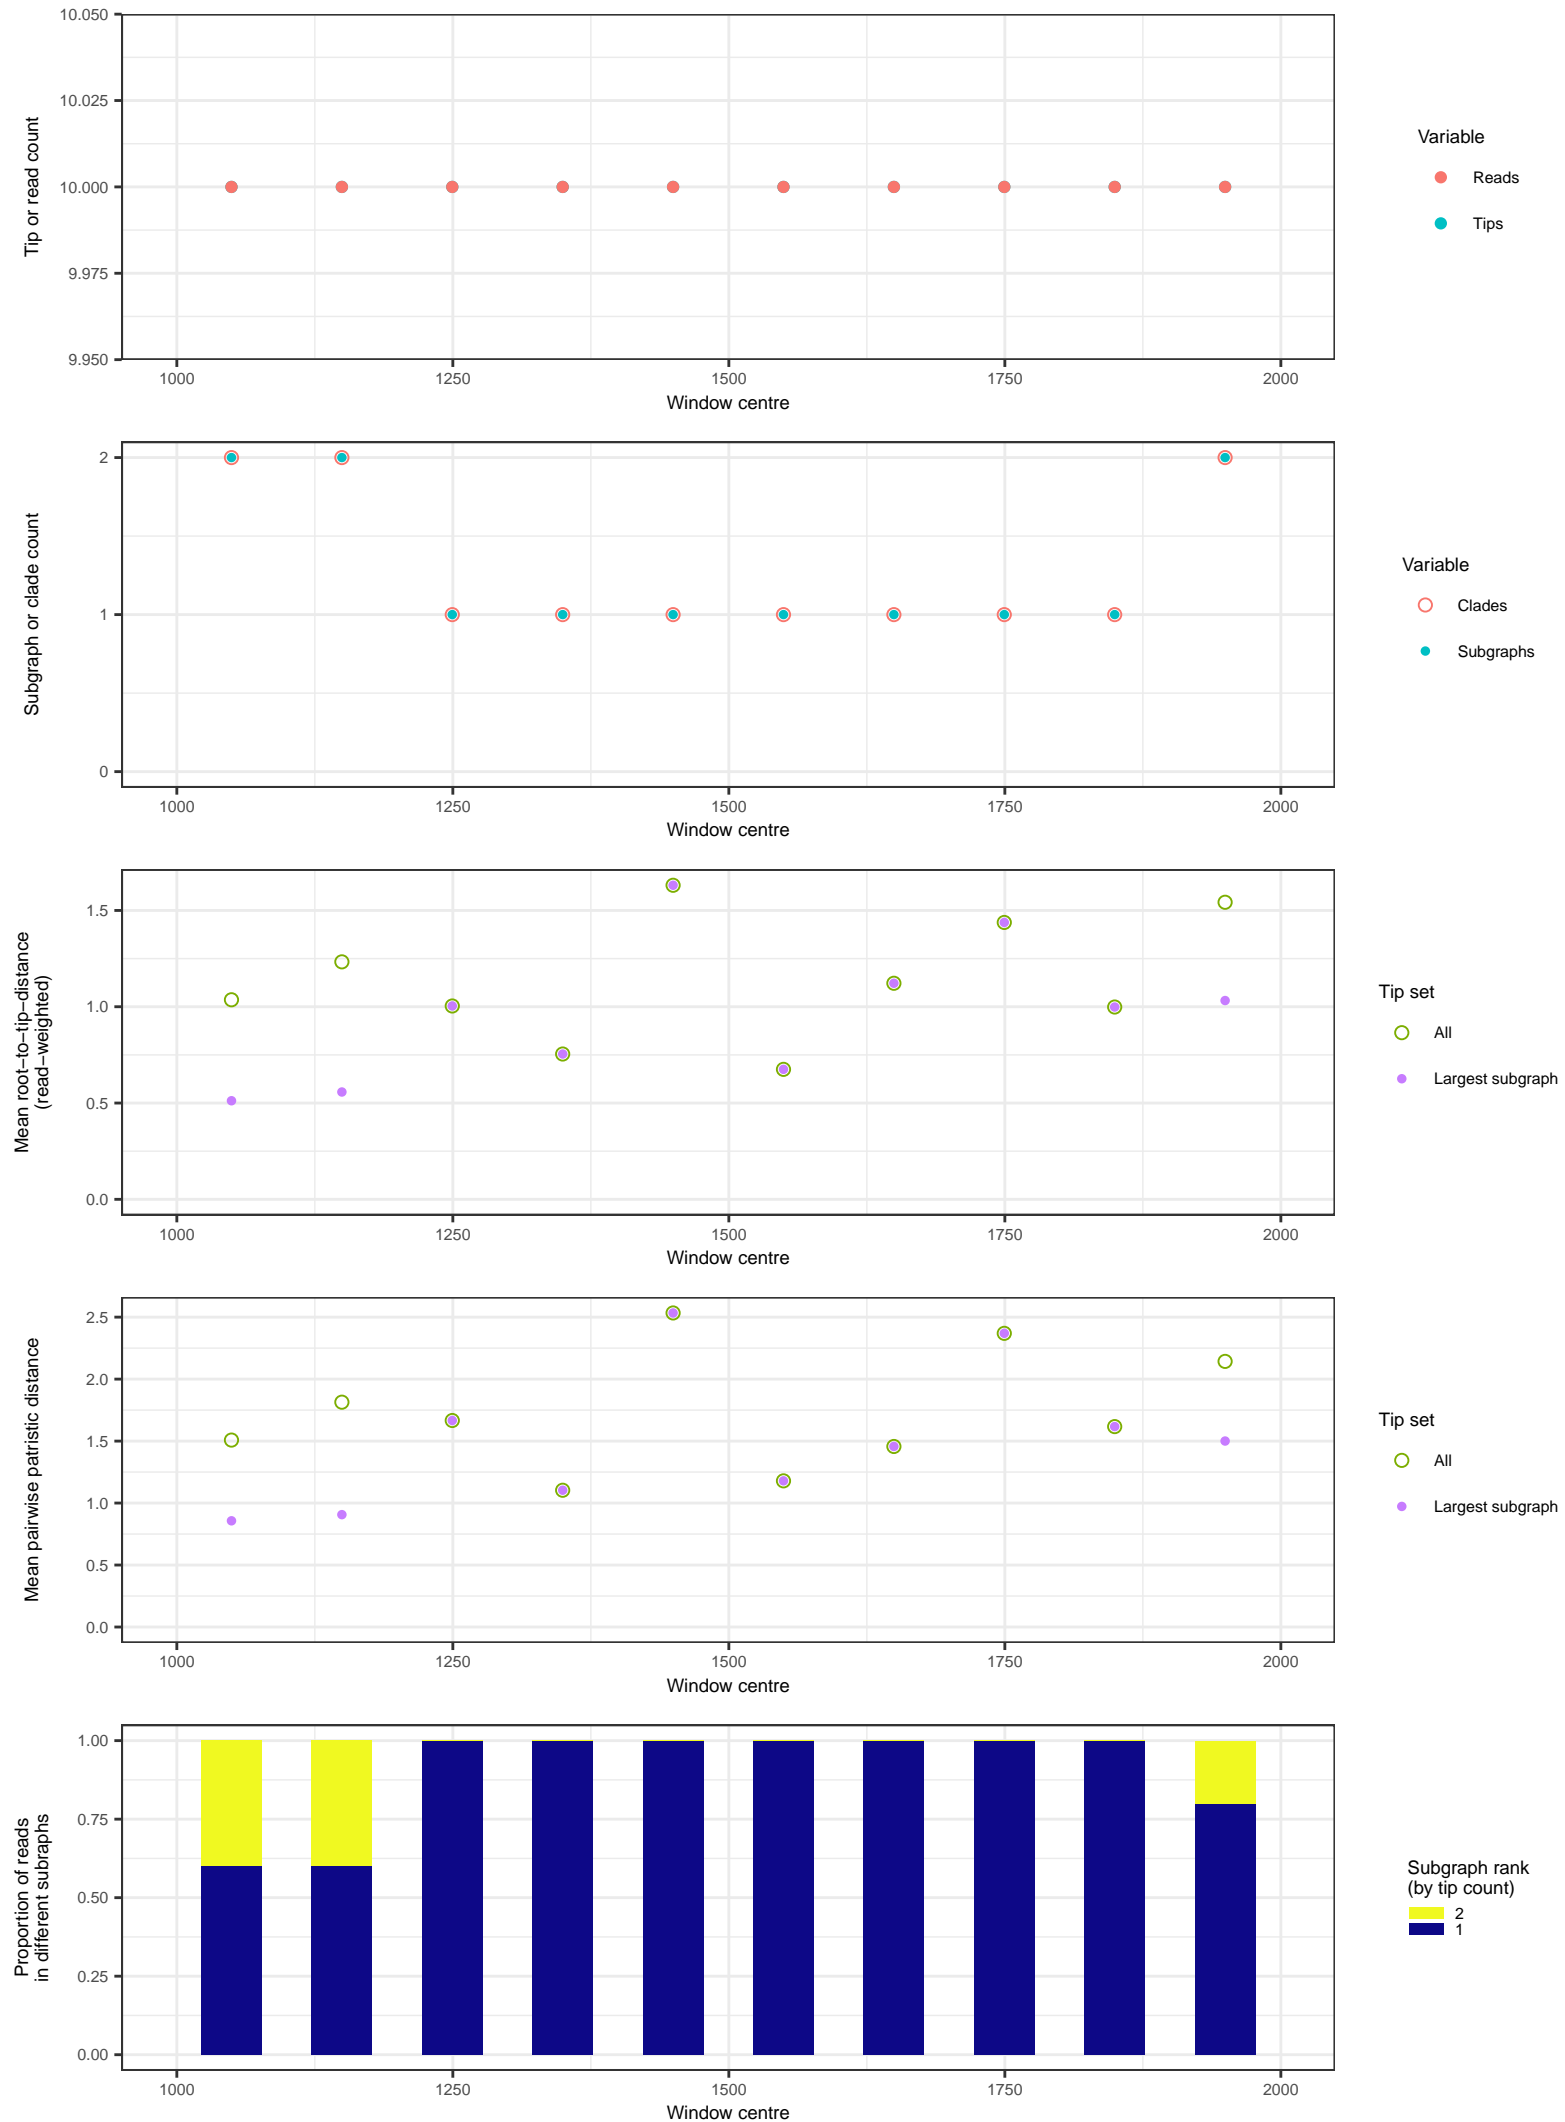 10.050
10.025
10.000
9.975
9.950
Tip or read count
1000 1250 1500 1750 2000
Window centre
Variable
Reads
Tips
2
1
0
Subgraph or clade count
1000 1250 1500 1750 2000
Window centre
Variable
Clades
Subgraphs
1.5
1.0
0.5
0.0
Mean root−to−tip−distance
(read−weighted)
1000 1250 1500 1750 2000
Window centre
Tip set
All
Largest subgraph
2.5
2.0
1.5
1.0
0.5
0.0
Mean pairwise patristic distance
1000 1250 1500 1750 2000
Window centre
Tip set
All
Largest subgraph
1.00
0.75
0.50
0.25
0.00
Proportion of reads
in different subraphs
1000 1250 1500 1750 2000
Window centre
Subgraph rank
(by tip count)
2
1